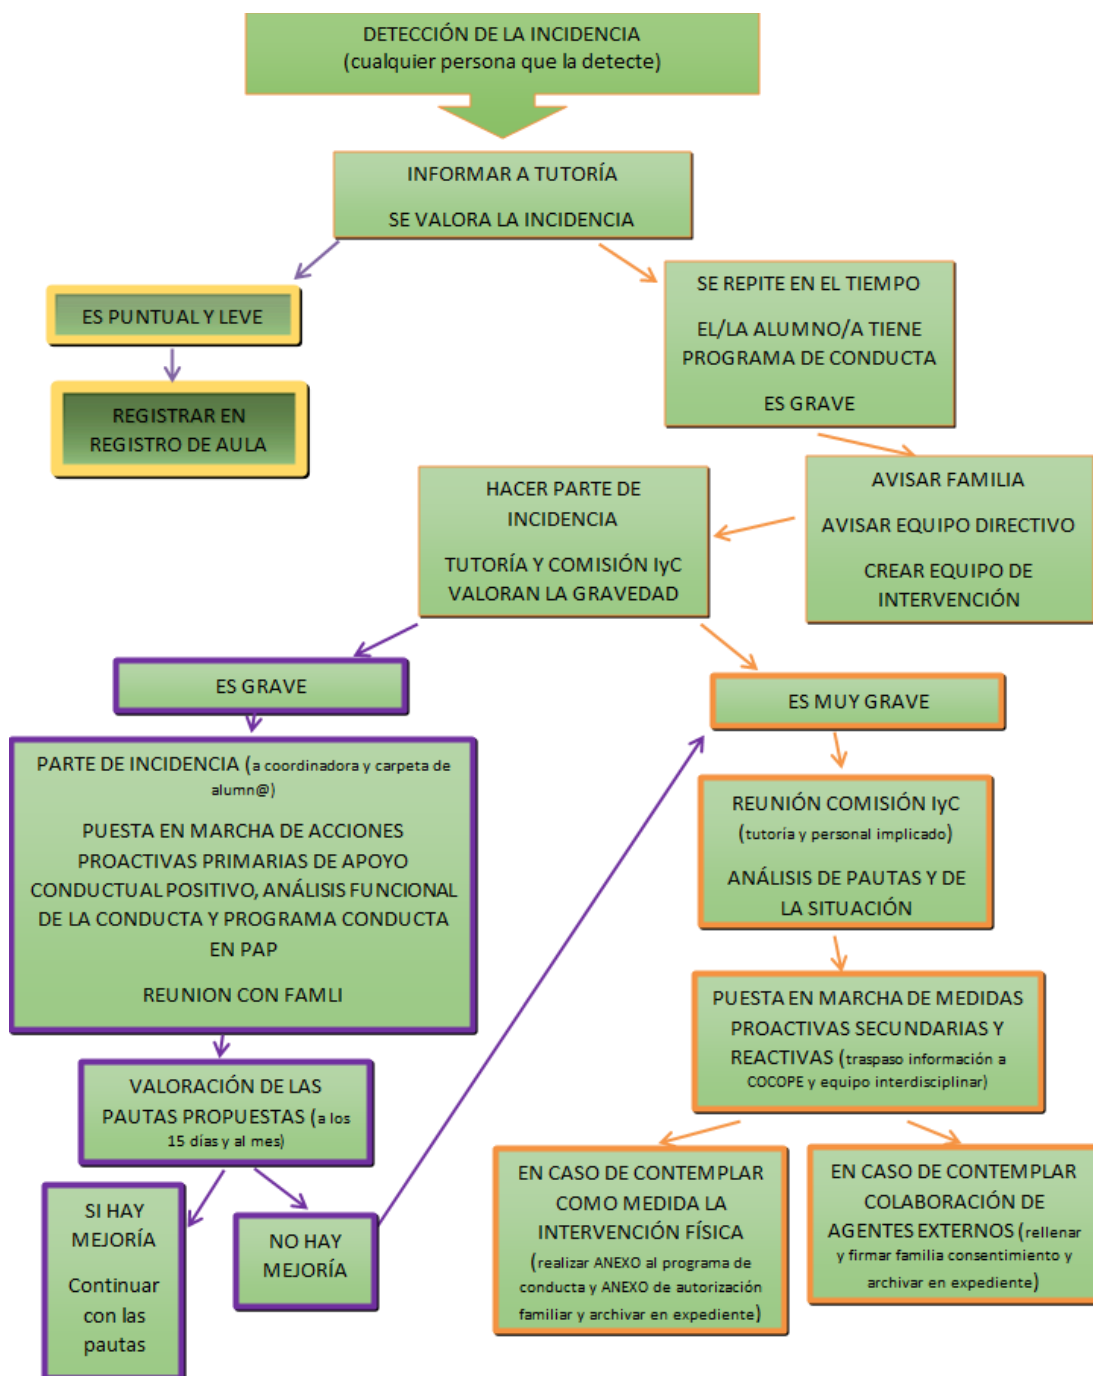 DETECCIÓN DE LA INCIDENCIA
(cualquier persona que la detecte)
INFORMAR A TUTORÍA
SE VALORA LA INCIDENCIA
ES PUNTUAL Y LEVE
REGISTRAR EN
REGISTRO DE AULA
SE REPITE EN EL TIEMPO
EL/LA ALUMNO/A TIENE
PROGRAMA DE CONDUCTA
ES GRAVE
AVISAR FAMILIA
AVISAR EQUIPO DIRECTIVO
CREAR EQUIPO DE
INTERVENCIÓN
HACER PARTE DE
INCIDENCIA
TUTORÍA Y COMISIÓN IyC
VALORAN LA GRAVEDAD
ES GRAVE
PARTE DE INCIDENCIA (a coordinadora y carpeta de
alumn@)
PUESTA EN MARCHA DE ACCIONES
PROACTIVAS PRIMARIAS DE APOYO
CONDUCTUAL POSITIVO, ANÁLISIS FUNCIONAL
DE LA CONDUCTA Y PROGRAMA CONDUCTA
EN PAP
REUNION CON FAMLI
VALORACIÓN DE LAS
PAUTAS PROPUESTAS (a los
15 días y al mes)
SI HAY
MEJORÍA
Continuar
con las
pautas
NO HAY
MEJORÍA
ES MUY GRAVE
REUNIÓN COMISIÓN IyC
(tutoría y personal implicado)
ANÁLISIS DE PAUTAS Y DE
LA SITUACIÓN
PUESTA EN MARCHA DE MEDIDAS
PROACTIVAS SECUNDARIAS Y
REACTIVAS (traspaso información a
COCOPE y equipo interdisciplinar)
EN CASO DE CONTEMPLAR
COMO MEDIDA LA
INTERVENCIÓN FÍSICA
(realizar ANEXO al programa de
conducta y ANEXO de autorización
familiar y archivar en expediente)
EN CASO DE CONTEMPLAR
COLABORACIÓN DE
AGENTES EXTERNOS (rellenar
y firmar familia consentimiento y
archivar en expediente)